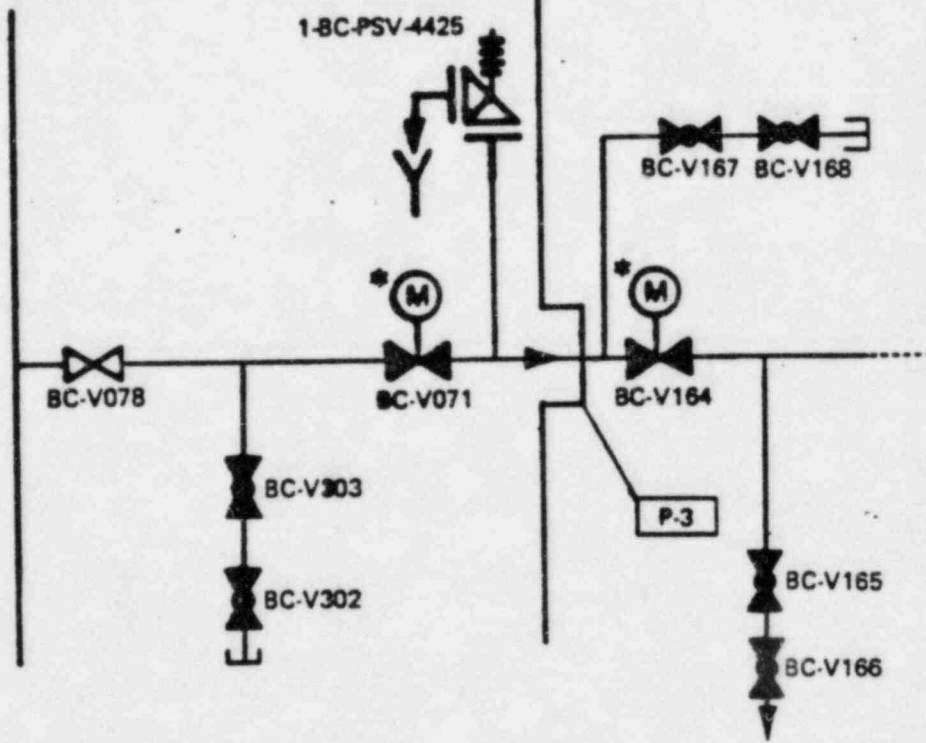 1-BC-PSV-4425
BC-V167 BC-V168
* M
* M
BC-V078
BC-V071
BC-V164
BC-V303
P-3
BC-V302
BC-V165
BC-V166